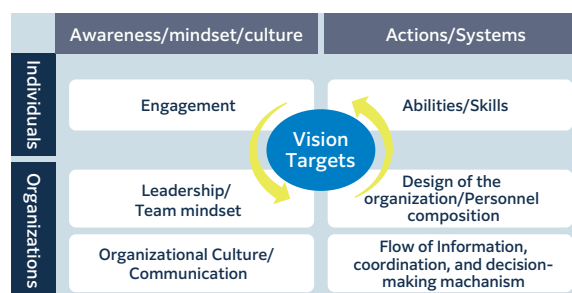 Awareness/mindset/culture
Actions/Systems
Individuals
Engagement
Abilities/Skills
Vision
Targets
Organizations
Leadership/
Team mindset
Design of the
organization/Personnel
composition
Organizational Culture/
Communication
Flow of Information,
coordination, and decision-
making machanism